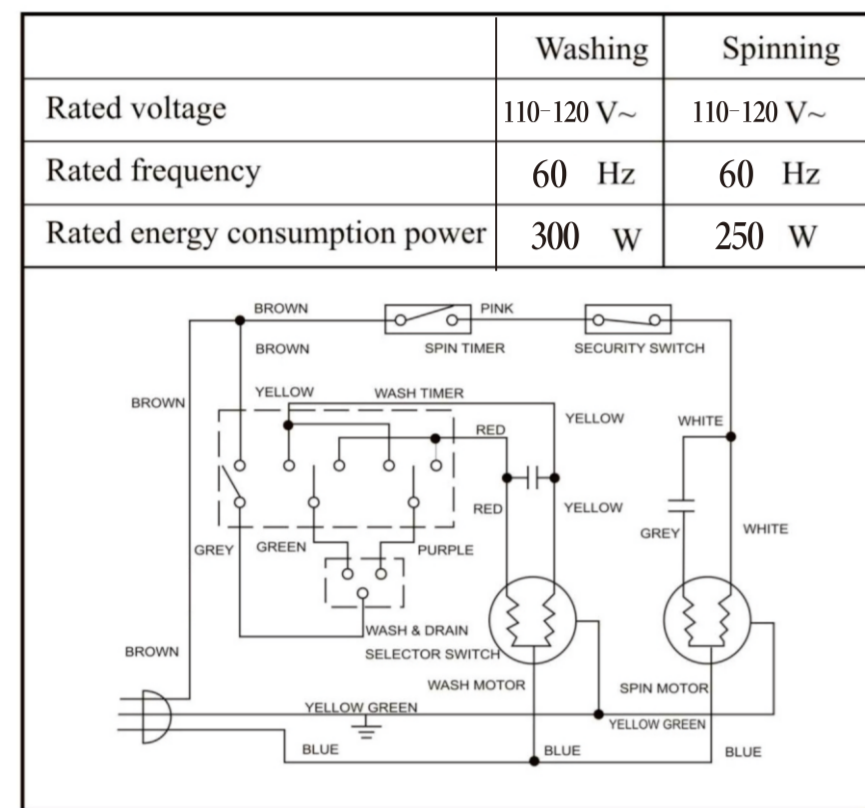 Washing Spinning
Rated voltage 110-120 V~ 110-120 V~
Rated frequency 60 Hz 60 Hz
Rated energy consumption power 300 W 250 W
BROWN PINK
BROWN SPIN TIMER SECURITY SWITCH
BROWN YELLOW WASH TIMER
YELLOW WHITE
RED
RED YELLOW
GREY WHITE
GREY GREEN PURPLE
WASH & DRAIN
SELECTOR SWITCH
BROWN
WASH MOTOR SPIN MOTOR
YELLOW GREEN
YELLOW GREEN
BLUE BLUE BLUE